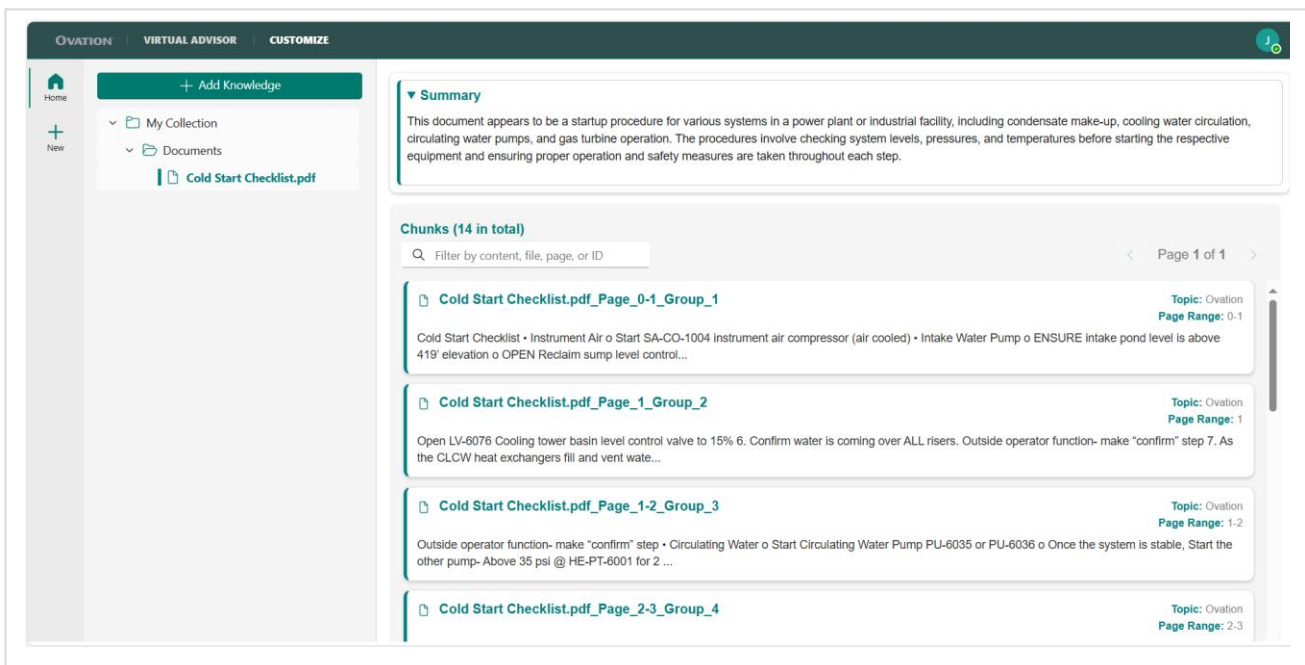 OVATION
VIRTUAL ADVISOR
CUSTOMIZE
J
Home
New
+ Add Knowledge
My Collection
Documents
Cold Start Checklist.pdf
▼ Summary
This document appears to be a startup procedure for various systems in a power plant or industrial facility, including condensate make-up, cooling water circulation,
circulating water pumps, and gas turbine operation. The procedures involve checking system levels, pressures, and temperatures before starting the respective
equipment and ensuring proper operation and safety measures are taken throughout each step.
Chunks (14 in total)
Filter by content, file, page, or ID
< Page 1 of 1 >
Cold Start Checklist.pdf_Page_0-1_Group_1
Topic: Ovation
Page Range: 0-1
Cold Start Checklist • Instrument Air o Start SA-CO-1004 instrument air compressor (air cooled) • Intake Water Pump o ENSURE intake pond level is above
419' elevation o OPEN Reclaim sump level control...
Cold Start Checklist.pdf_Page_1_Group_2
Topic: Ovation
Page Range: 1
Open LV-6076 Cooling tower basin level control valve to 15% 6. Confirm water is coming over ALL risers. Outside operator function- make “confirm” step 7. As
the CLCW heat exchangers fill and vent wate...
Cold Start Checklist.pdf_Page_1-2_Group_3
Topic: Ovation
Page Range: 1-2
Outside operator function- make “confirm” step • Circulating Water o Start Circulating Water Pump PU-6035 or PU-6036 o Once the system is stable, Start the
other pump- Above 35 psi @ HE-PT-6001 for 2 ...
Cold Start Checklist.pdf_Page_2-3_Group_4
Topic: Ovation
Page Range: 2-3